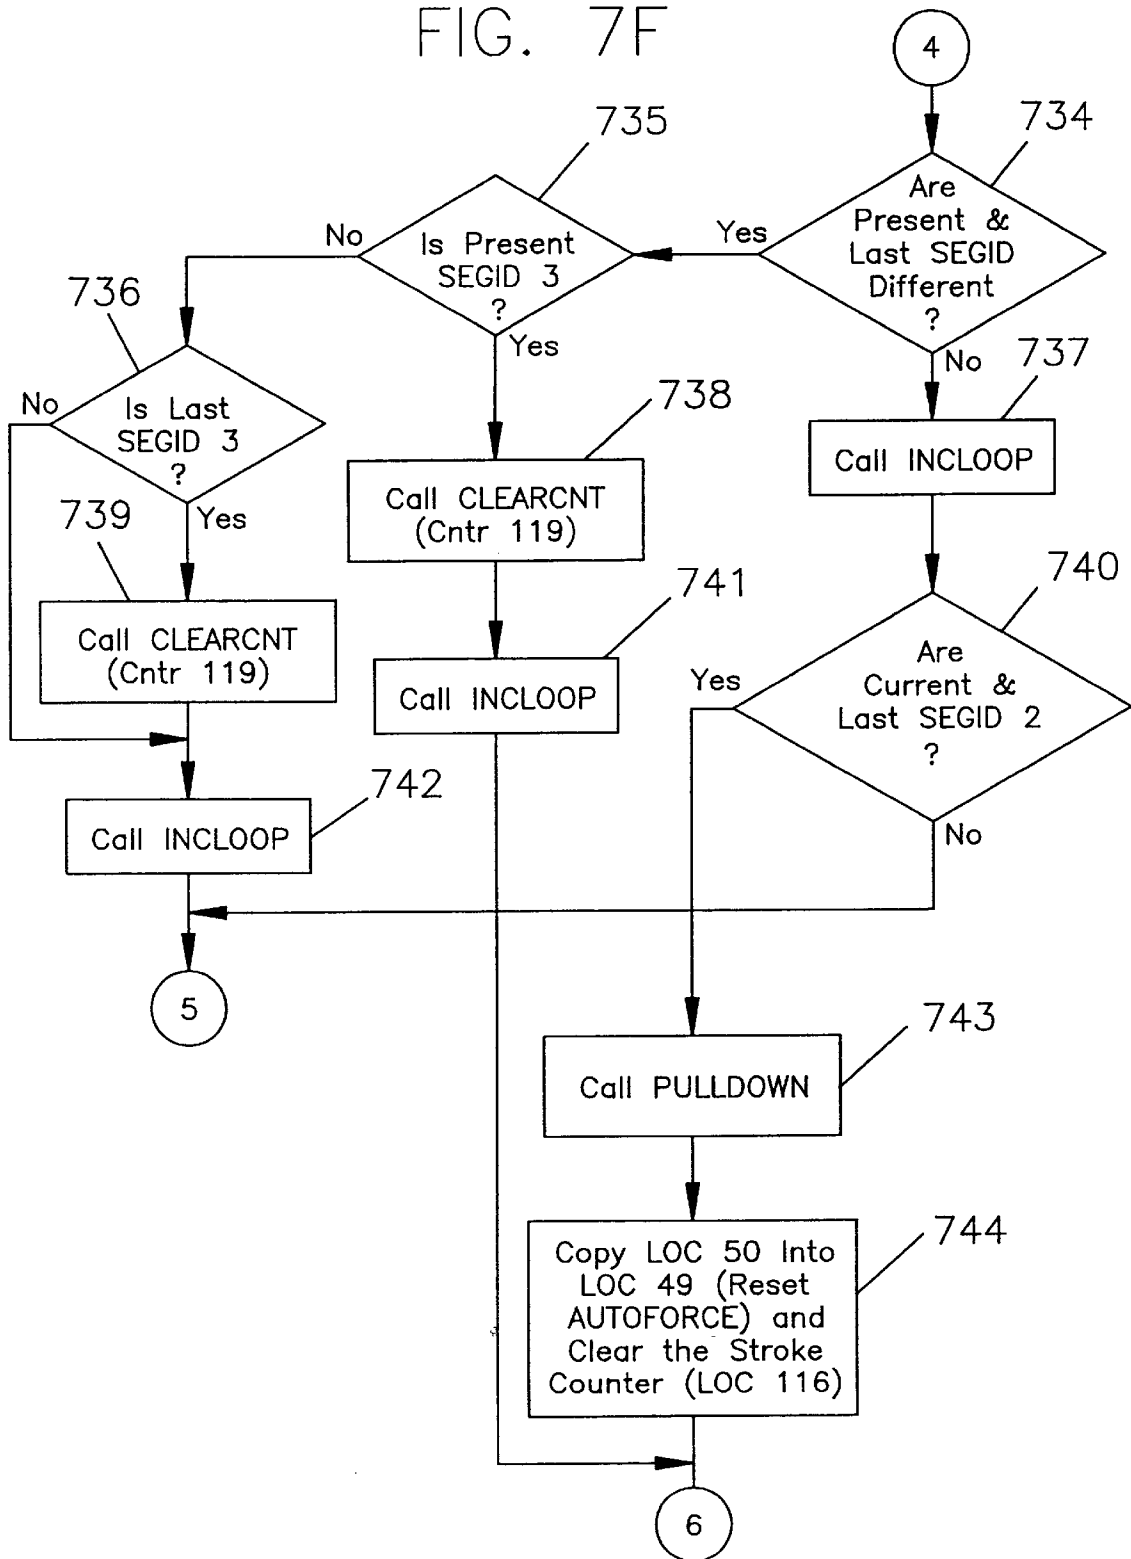 FIG. 7F
4
734
Are
Present &
Last SEGID
Different
?
Yes
No
735
Is Present
SEGID 3
?
No
Yes
736
Is Last
SEGID 3
?
No
Yes
737
Call INCLOOP
738
Call CLEARCNT
(Cntr 119)
739
Call CLEARCNT
(Cntr 119)
740
Are
Current &
Last SEGID 2
?
Yes
No
741
Call INCLOOP
742
Call INCLOOP
5
743
Call PULLDOWN
744
Copy LOC 50 Into
LOC 49 (Reset
AUTOFORCE) and
Clear the Stroke
Counter (LOC 116)
6